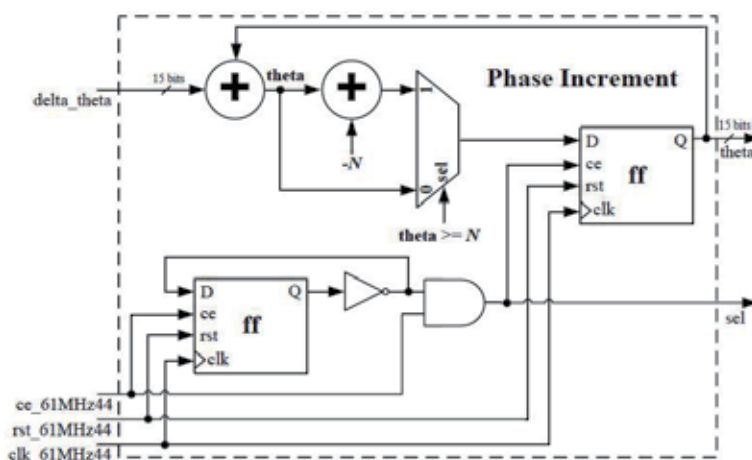 15 bits
delta_theta
+
theta
+
-N
1
0
sel
theta >= N
Phase Increment
D
Q
ce
rst
clk
ff
15 bits
theta
D
Q
ce
rst
clk
ff
sel
ce_61MHz44
rst_61MHz44
clk_61MHz44